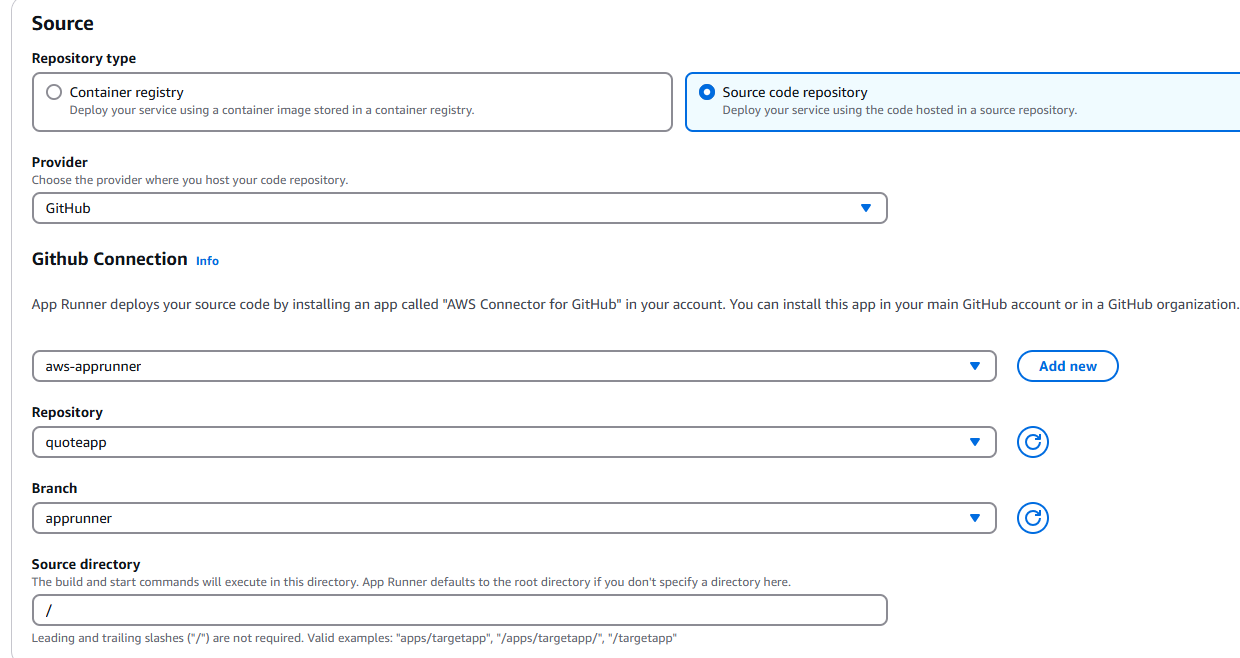 Source
Repository type
Container registry
Deploy your service using a container image stored in a container registry.
Source code repository
Deploy your service using the code hosted in a source repository.
Provider
Choose the provider where you host your code repository.
GitHub
Github Connection Info
App Runner deploys your source code by installing an app called "AWS Connector for GitHub" in your account. You can install this app in your main GitHub account or in a GitHub organization.
aws-apprunner
Add new
Repository
quoteapp
Branch
apprunner
Source directory
The build and start commands will execute in this directory. App Runner defaults to the root directory if you don't specify a directory here.
/
Leading and trailing slashes ("/") are not required. Valid examples: "apps/targetapp", "/apps/targetapp/", "/targetapp"